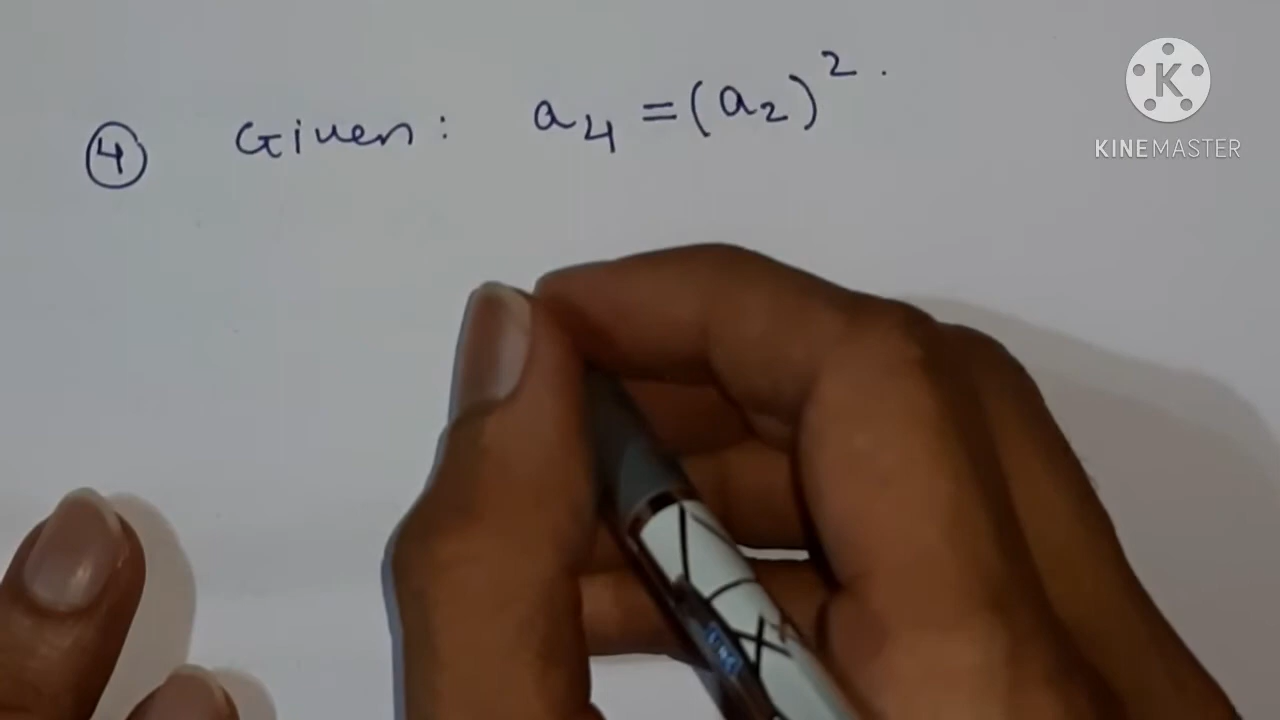 ④ Given: a₄ = (a₂)².
K
KINEMASTER